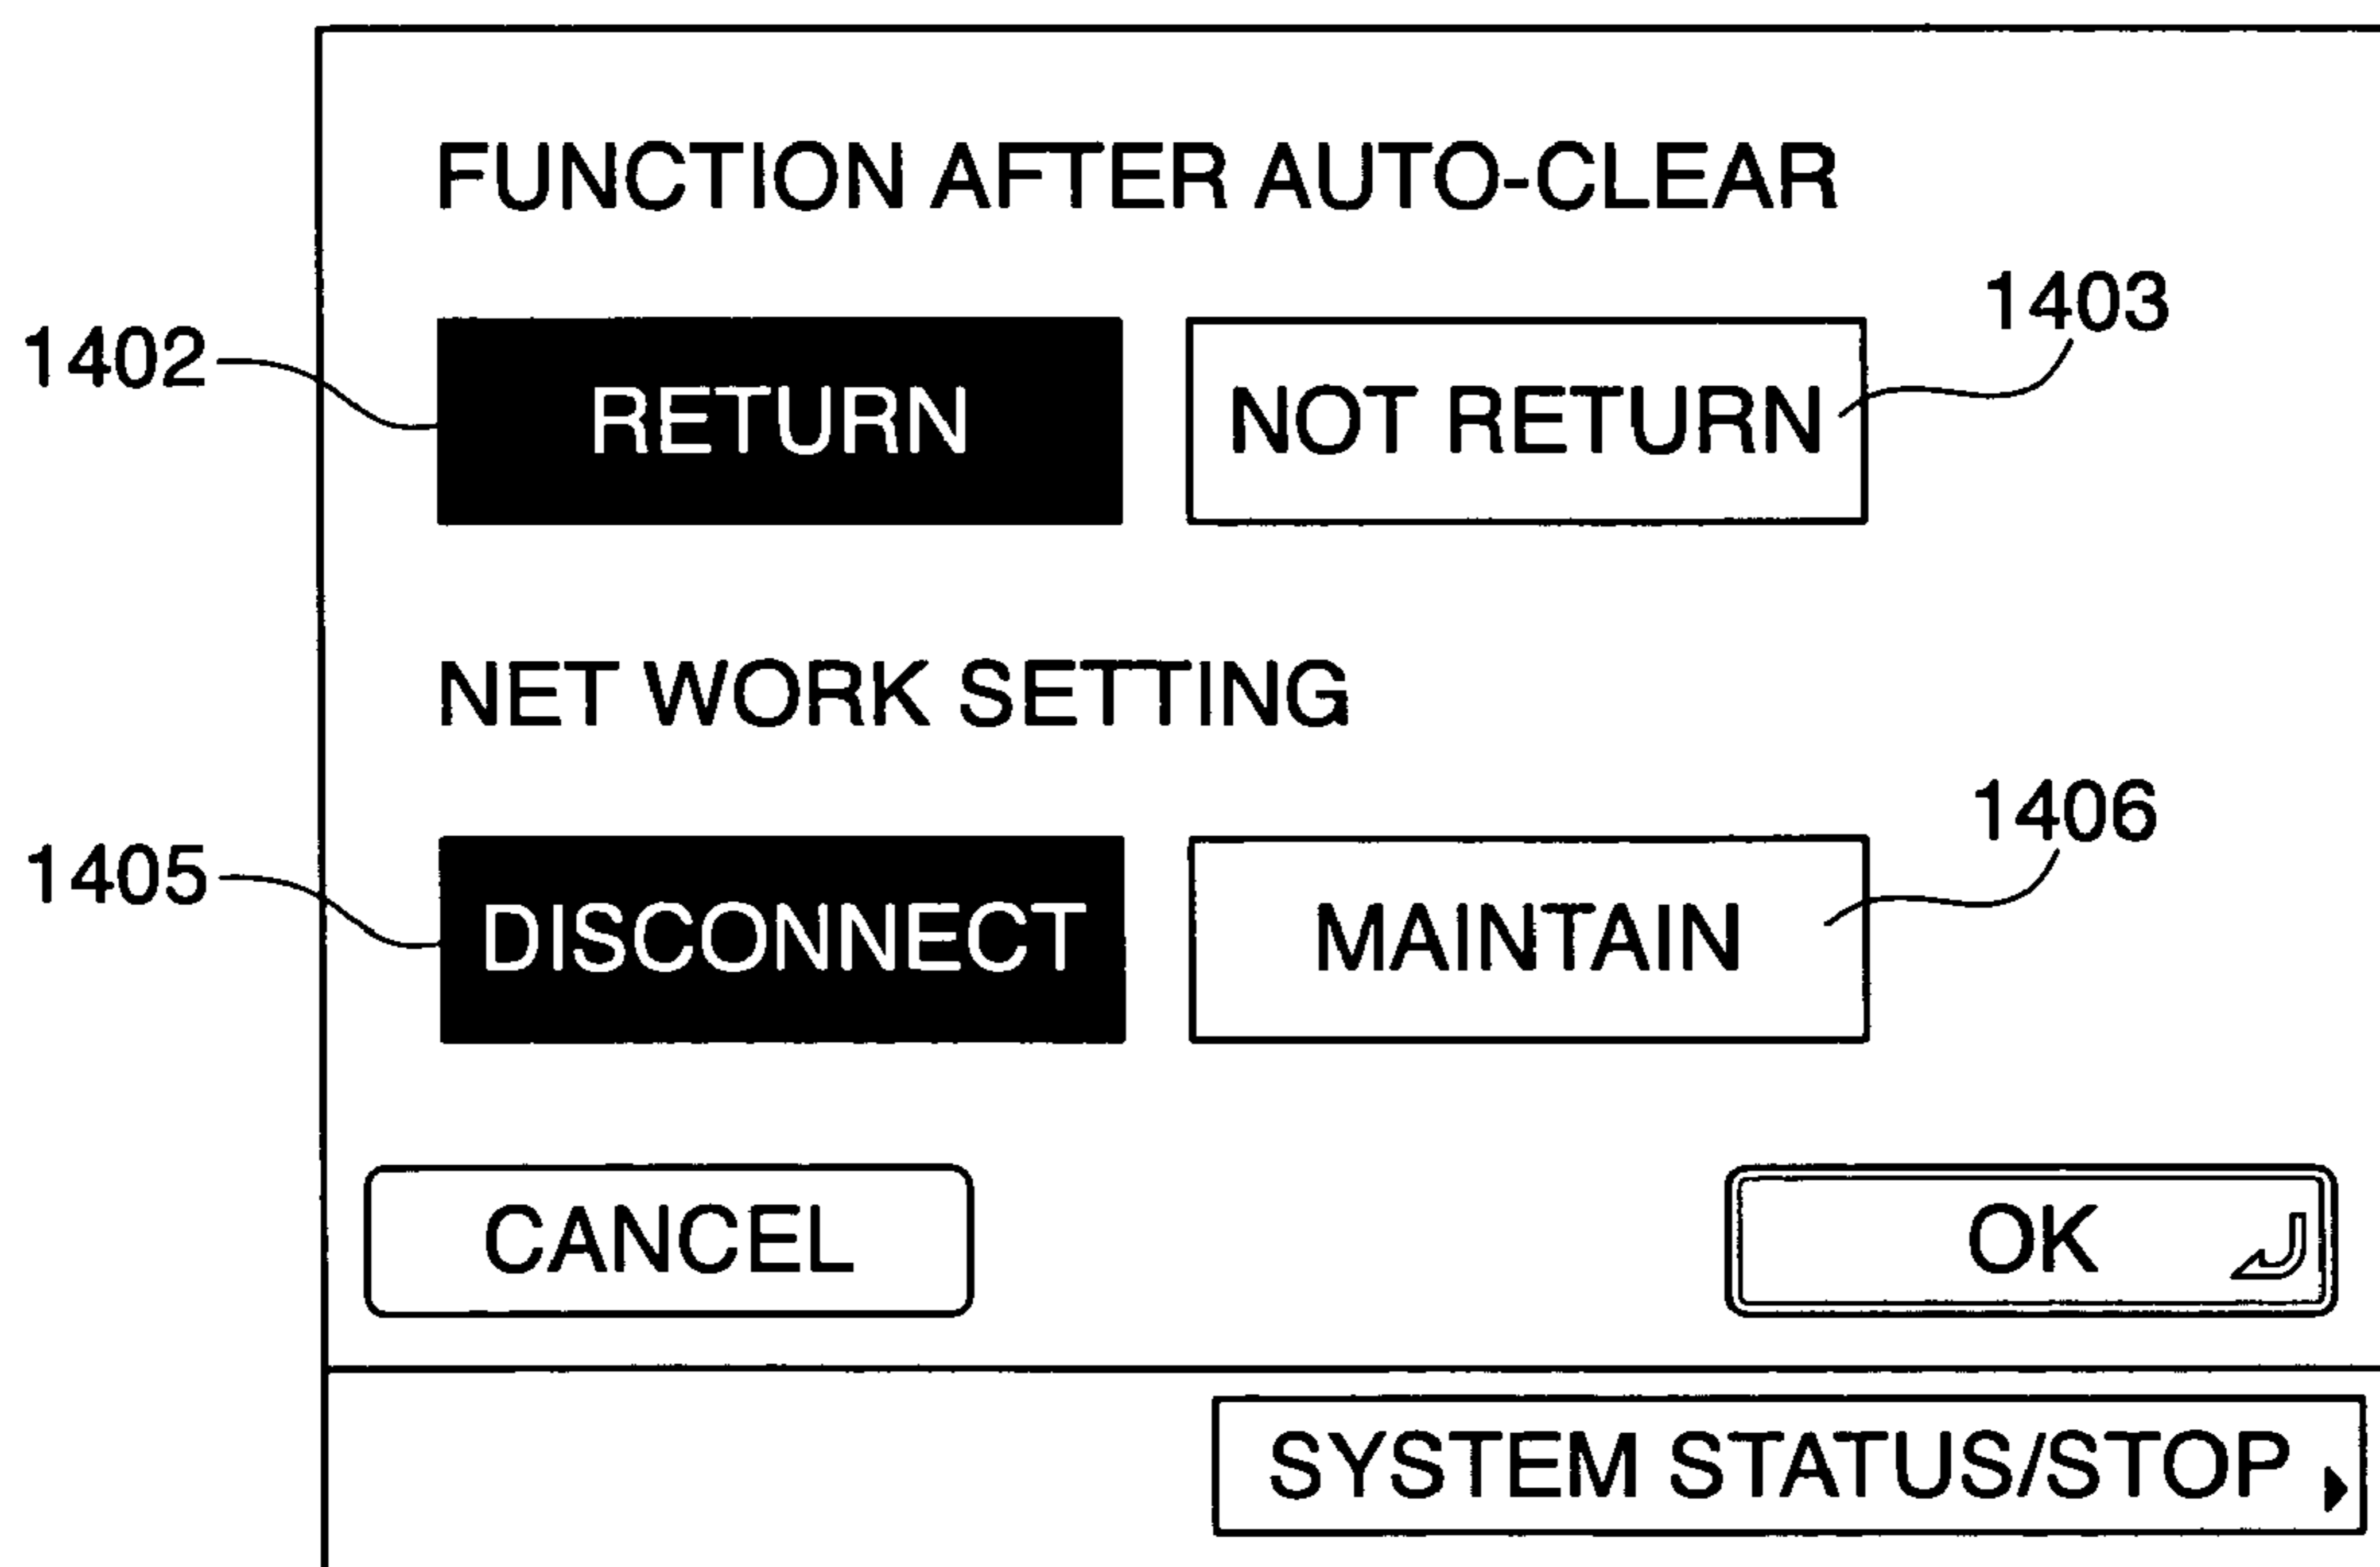 FUNCTION AFTER AUTO-CLEAR
1403
1402
RETURN
NOT RETURN
NET WORK SETTING
1406
1405
DISCONNECT
MAINTAIN
CANCEL
OK
SYSTEM STATUS/STOP